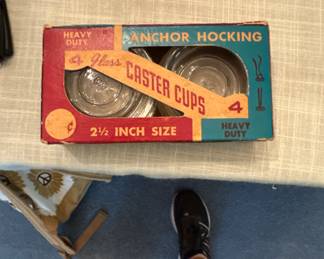 HEAVY
DUTY
ANCHOR HOCKING
4 glass
CASTER CUPS
4
2½ INCH SIZE
HEAVY
DUTY